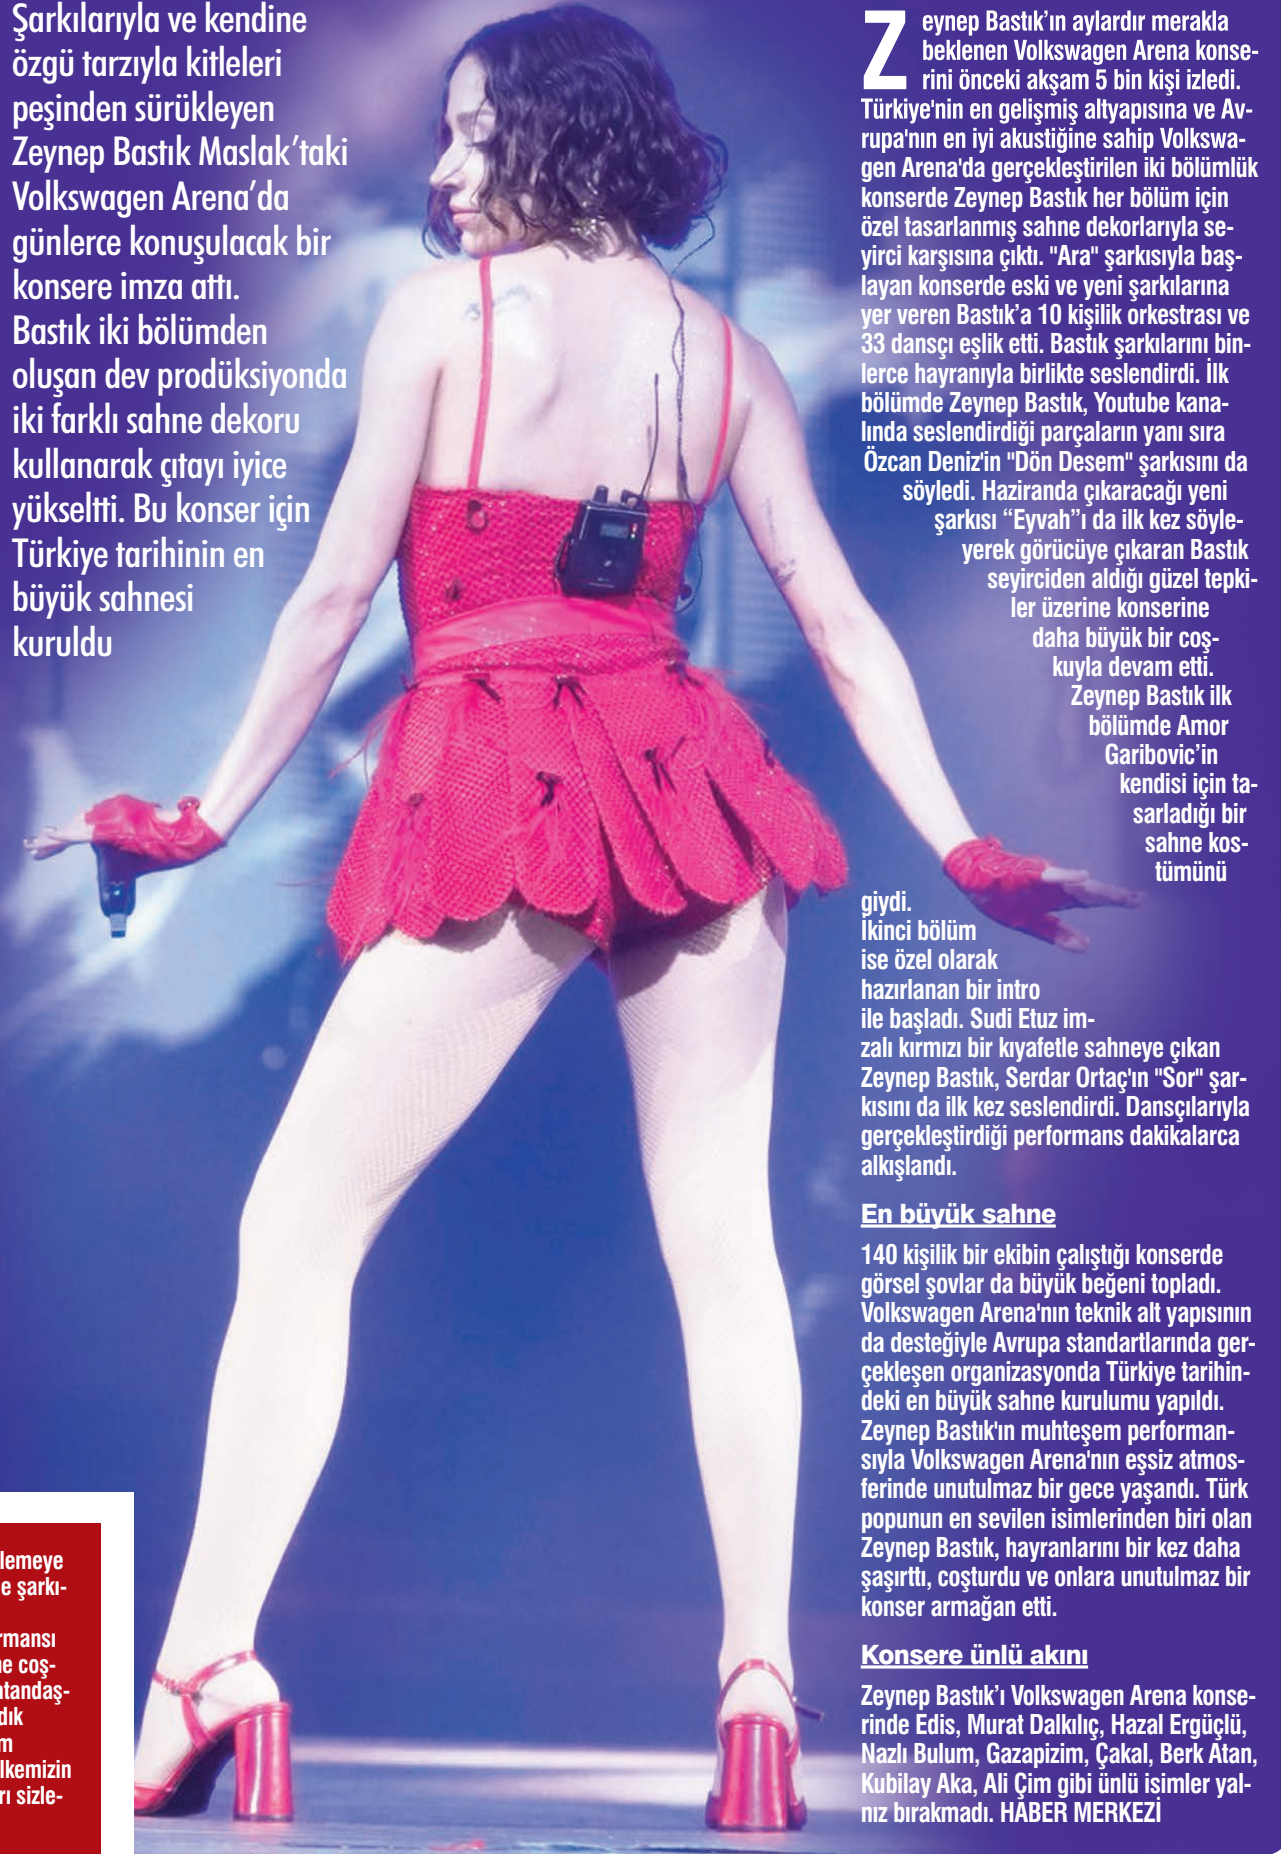 Şarkılarıyla ve kendine
özgü tarzıyla kitleleri
peşinden sürükleyen
Zeynep Bastık Maslak’taki
Volkswagen Arena’da
günlerce konuşulacak bir
konsere imza attı.
Bastık iki bölümden
oluşan dev prodüksiyonda
iki farklı sahne dekoru
kullanarak çıtayı iyice
yükseltti. Bu konser için
Türkiye tarihinin en
büyük sahnesi
kuruldu
Zeynep Bastık’ın aylardır merakla
beklenen Volkswagen Arena konse-
rini önceki akşam 5 bin kişi izledi.
Türkiye'nin en gelişmiş altyapısına ve Av-
rupa'nın en iyi akustiğine sahip Volkswa-
gen Arena'da gerçekleştirilen iki bölümlük
konserde Zeynep Bastık her bölüm için
özel tasarlanmış sahne dekorlarıyla se-
yirci karşısına çıktı. "Ara" şarkısıyla baş-
layan konserde eski ve yeni şarkılarına
yer veren Bastık’a 10 kişilik orkestrası ve
33 dansçı eşlik etti. Bastık şarkılarını bin-
lerce hayranıyla birlikte seslendirdi. İlk
bölümde Zeynep Bastık, Youtube kana-
lında seslendirdiği parçaların yanı sıra
Özcan Deniz'in "Dön Desem" şarkısını da
söyledi. Haziranda çıkaracağı yeni
şarkısı “Eyvah”ı da ilk kez söyle-
yerek görücüye çıkaran Bastık
seyirciden aldığı güzel tepki-
ler üzerine konserine
daha büyük bir coş-
kuyla devam etti.
Zeynep Bastık ilk
bölümde Amor
Garibovic’in
kendisi için ta-
sarladığı bir
sahne kos-
tümünü
giydi.
İkinci bölüm
ise özel olarak
hazırlanan bir intro
ile başladı. Sudi Etuz im-
zalı kırmızı bir kıyafetle sahneye çıkan
Zeynep Bastık, Serdar Ortaç'ın "Sor" şar-
kısını da ilk kez seslendirdi. Dansçılarıyla
gerçekleştirdiği performans dakikalarca
alkışlandı.
En büyük sahne
140 kişilik bir ekibin çalıştığı konserde
görsel şovlar da büyük beğeni topladı.
Volkswagen Arena'nın teknik alt yapısının
da desteğiyle Avrupa standartlarında ger-
çekleşen organizasyonda Türkiye tarihin-
deki en büyük sahne kurulumu yapıldı.
Zeynep Bastık'ın muhteşem performan-
sıyla Volkswagen Arena'nın eşsiz atmos-
ferinde unutulmaz bir gece yaşandı. Türk
popunun en sevilen isimlerinden biri olan
Zeynep Bastık, hayranlarını bir kez daha
şaşırttı, coşturdu ve onlara unutulmaz bir
konser armağan etti.
Konsere ünlü akını
Zeynep Bastık’ı Volkswagen Arena konse-
rinde Edis, Murat Dalkılıç, Hazal Ergüçlü,
Nazlı Bulum, Gazapizim, Çakal, Berk Atan,
Kubilay Aka, Ali Çim gibi ünlü isimler yal-
nız bırakmadı. HABER MERKEZİ
lemeye
e şarkı-
rmansı
ne coş-
atandaş-
dık
m
lkemizin
rı sizle-